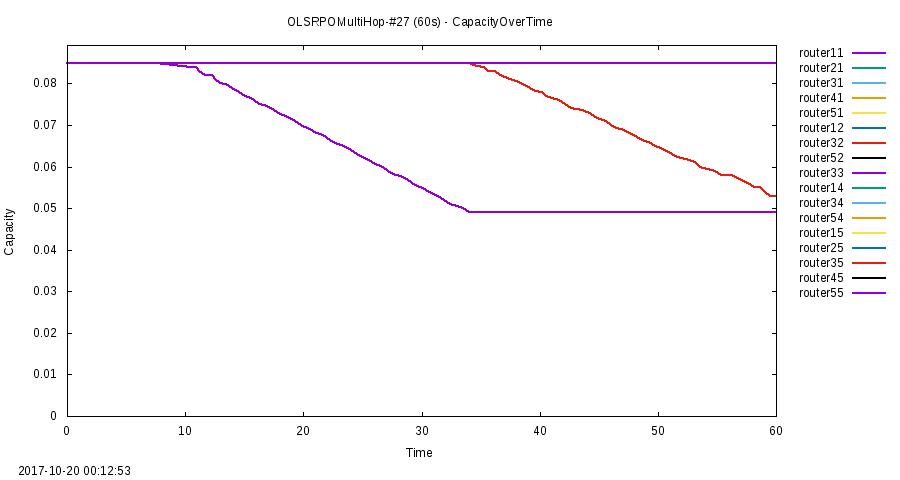 OLSRPOMultiHop-#27 (60s) - CapacityOverTime
router11
router21
router31
router41
router51
router12
router32
router52
router33
router14
router34
router54
router15
router25
router35
router45
router55
Capacity
0.08
0.07
0.06
0.05
0.04
0.03
0.02
0.01
0
0 10 20 30 40 50 60
Time
2017-10-20 00:12:53